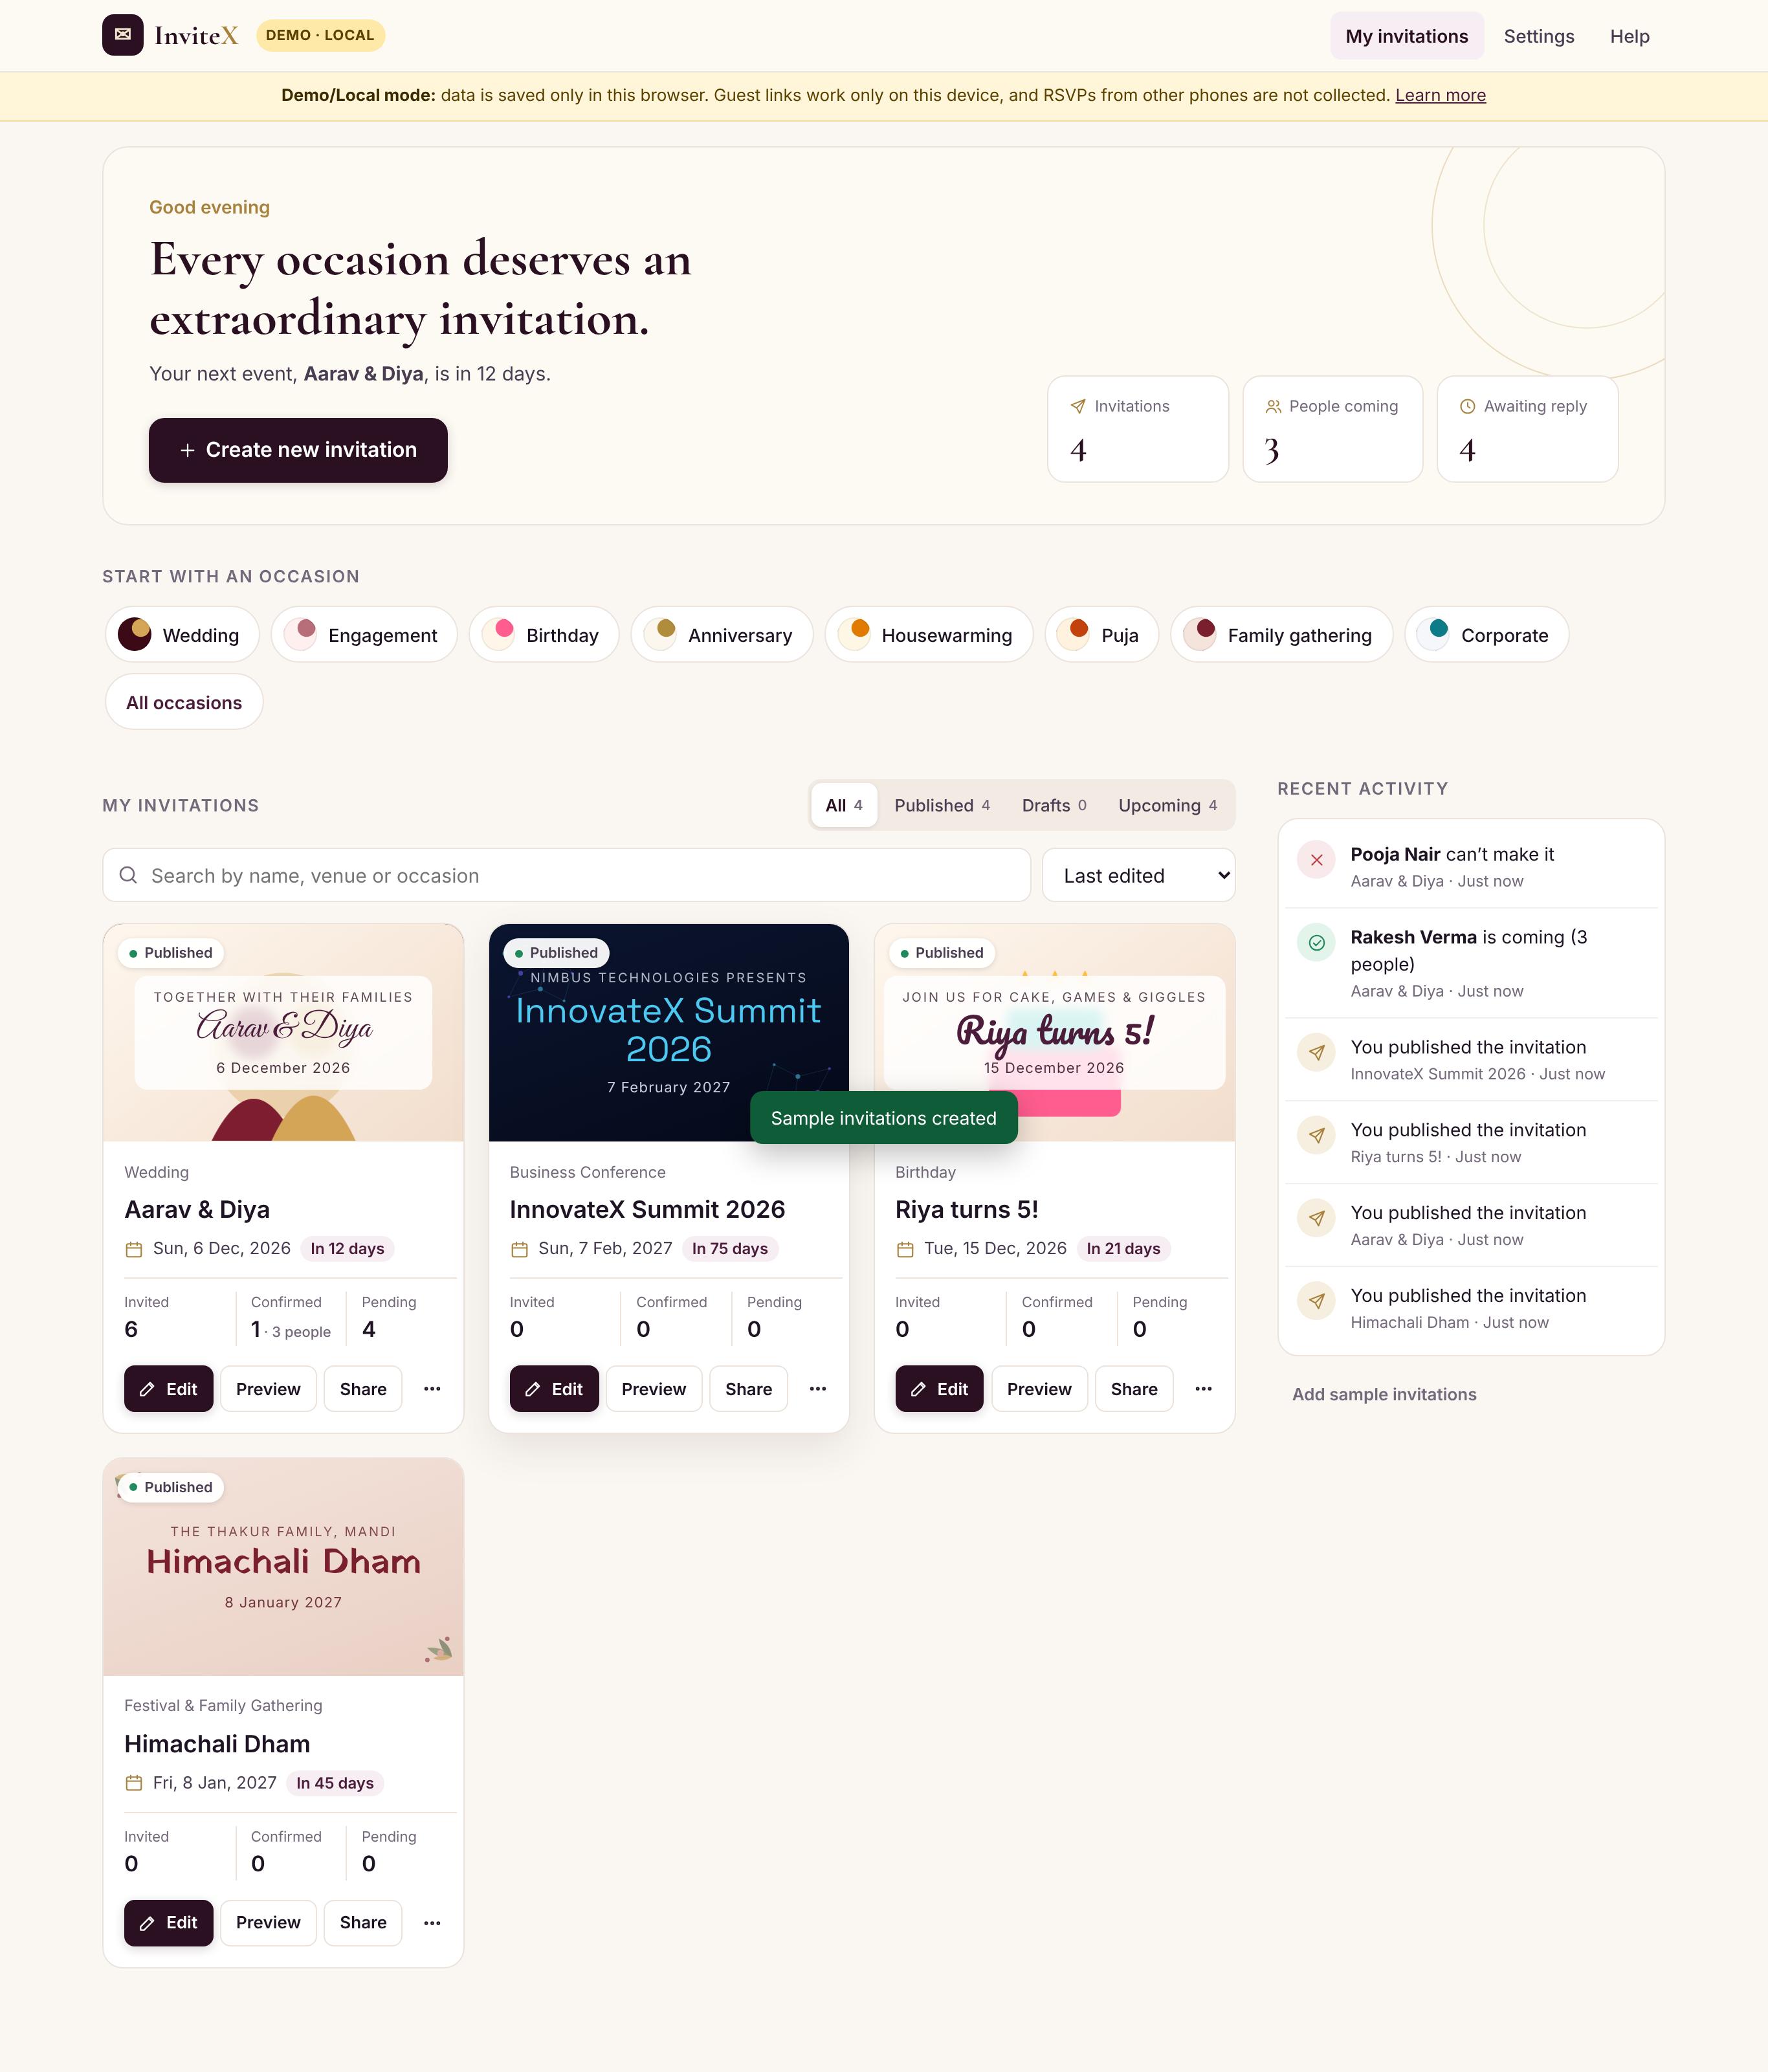 InviteX
DEMO · LOCAL
My invitations
Settings
Help
Demo/Local mode: data is saved only in this browser. Guest links work only on this device, and RSVPs from other phones are not collected. Learn more
Good evening
Every occasion deserves an
extraordinary invitation.
Your next event, Aarav & Diya, is in 12 days.
+ Create new invitation
Invitations
4
People coming
3
Awaiting reply
4
START WITH AN OCCASION
Wedding
Engagement
Birthday
Anniversary
Housewarming
Puja
Family gathering
Corporate
All occasions
MY INVITATIONS
All 4
Published 4
Drafts 0
Upcoming 4
Search by name, venue or occasion
Last edited
Published
TOGETHER WITH THEIR FAMILIES
Aarav & Diya
6 December 2026
Wedding
Aarav & Diya
Sun, 6 Dec, 2026 In 12 days
Invited
6
Confirmed
1 · 3 people
Pending
4
Edit
Preview
Share
Published
NIMBUS TECHNOLOGIES PRESENTS
InnovateX Summit
2026
7 February 2027
Business Conference
InnovateX Summit 2026
Sun, 7 Feb, 2027 In 75 days
Invited
0
Confirmed
0
Pending
0
Edit
Preview
Share
Published
JOIN US FOR CAKE, GAMES & GIGGLES
Riya turns 5!
15 December 2026
Sample invitations created
Birthday
Riya turns 5!
Tue, 15 Dec, 2026 In 21 days
Invited
0
Confirmed
0
Pending
0
Edit
Preview
Share
Published
THE THAKUR FAMILY, MANDI
Himachali Dham
8 January 2027
Festival & Family Gathering
Himachali Dham
Fri, 8 Jan, 2027 In 45 days
Invited
0
Confirmed
0
Pending
0
Edit
Preview
Share
RECENT ACTIVITY
Pooja Nair can’t make it
Aarav & Diya · Just now
Rakesh Verma is coming (3
people)
Aarav & Diya · Just now
You published the invitation
InnovateX Summit 2026 · Just now
You published the invitation
Riya turns 5! · Just now
You published the invitation
Aarav & Diya · Just now
You published the invitation
Himachali Dham · Just now
Add sample invitations